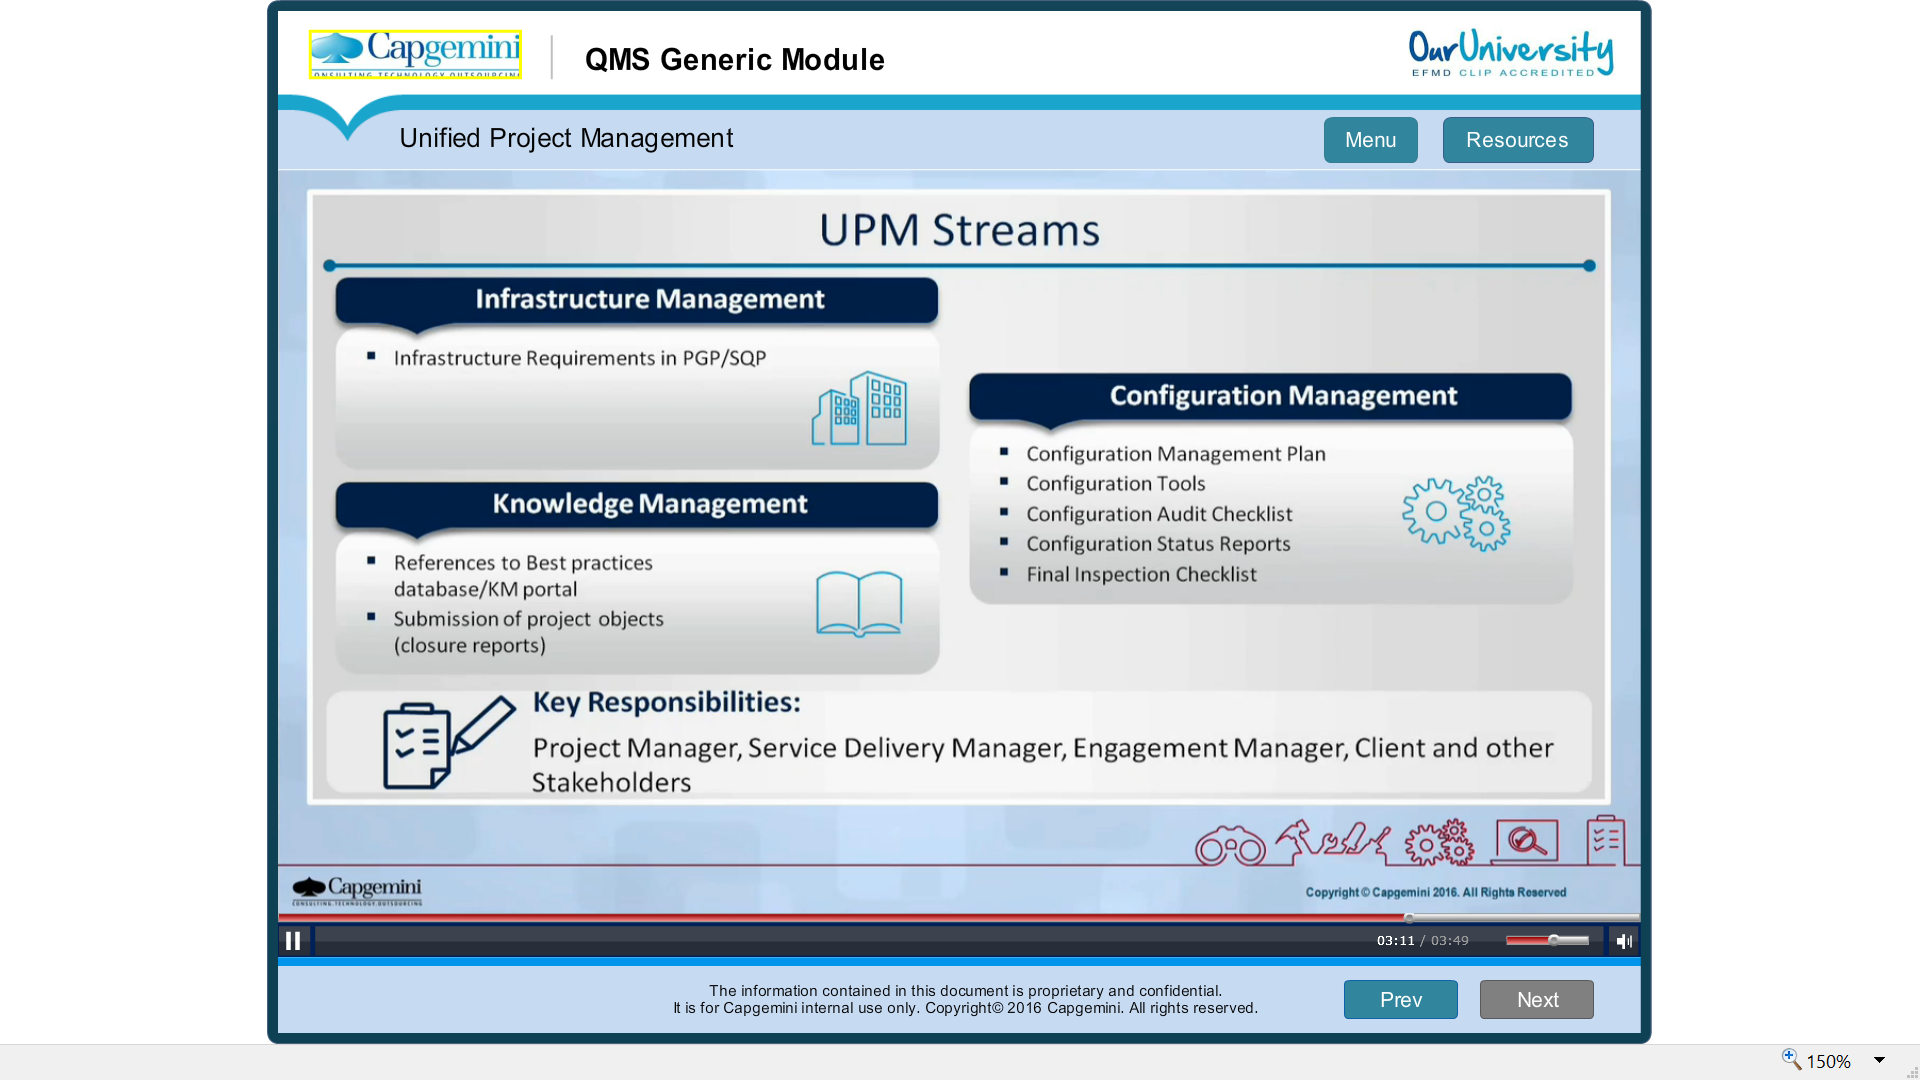 Capgemini
CONSULTING.TECHNOLOGY.OUTSOURCING
QMS Generic Module
OurUniversity
EFMD CLIP ACCREDITED
Unified Project Management
Menu
Resources
UPM Streams
Infrastructure Management
▪ Infrastructure Requirements in PGP/SQP
Knowledge Management
▪ References to Best practices
database/KM portal
▪ Submission of project objects
(closure reports)
Configuration Management
▪ Configuration Management Plan
▪ Configuration Tools
▪ Configuration Audit Checklist
▪ Configuration Status Reports
▪ Final Inspection Checklist
Key Responsibilities:
Project Manager, Service Delivery Manager, Engagement Manager, Client and other
Stakeholders
Capgemini
CONSULTING.TECHNOLOGY.OUTSOURCING
Copyright © Capgemini 2016. All Rights Reserved
03:11 / 03:49
The information contained in this document is proprietary and confidential.
It is for Capgemini internal use only. Copyright© 2016 Capgemini. All rights reserved.
Prev
Next
150%